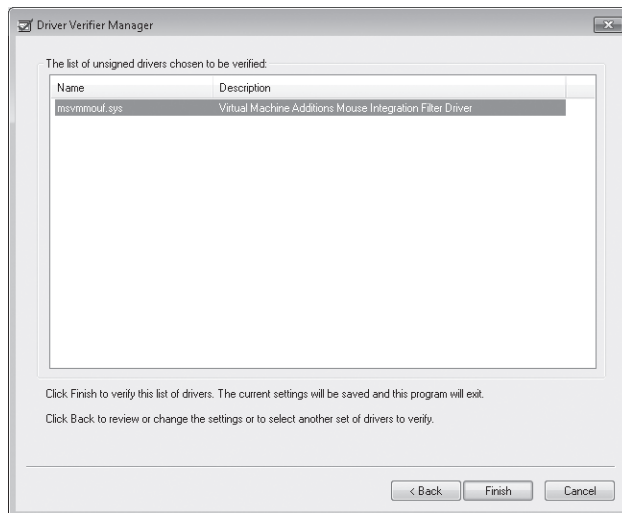 Driver Verifier Manager
The list of unsigned drivers chosen to be verified:
Name Description
msvmmouf.sys Virtual Machine Additions Mouse Integration Filter Driver
Click Finish to verify this list of drivers. The current settings will be saved and this program will exit.
Click Back to review or change the settings or to select another set of drivers to verify.
< Back Finish Cancel